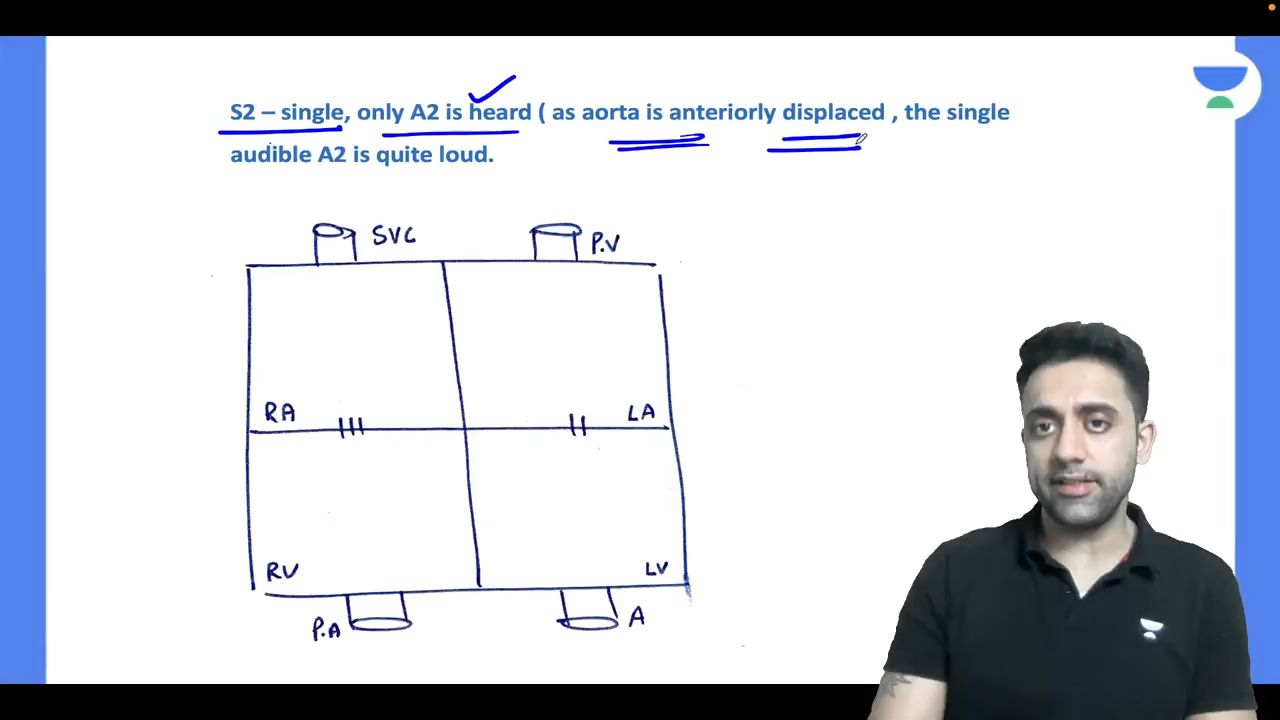 S2 – single, only A2 is heard ( as aorta is anteriorly displaced , the single
audible A2 is quite loud.
SVC
P.V
RA
LA
RV
LV
P.A
A